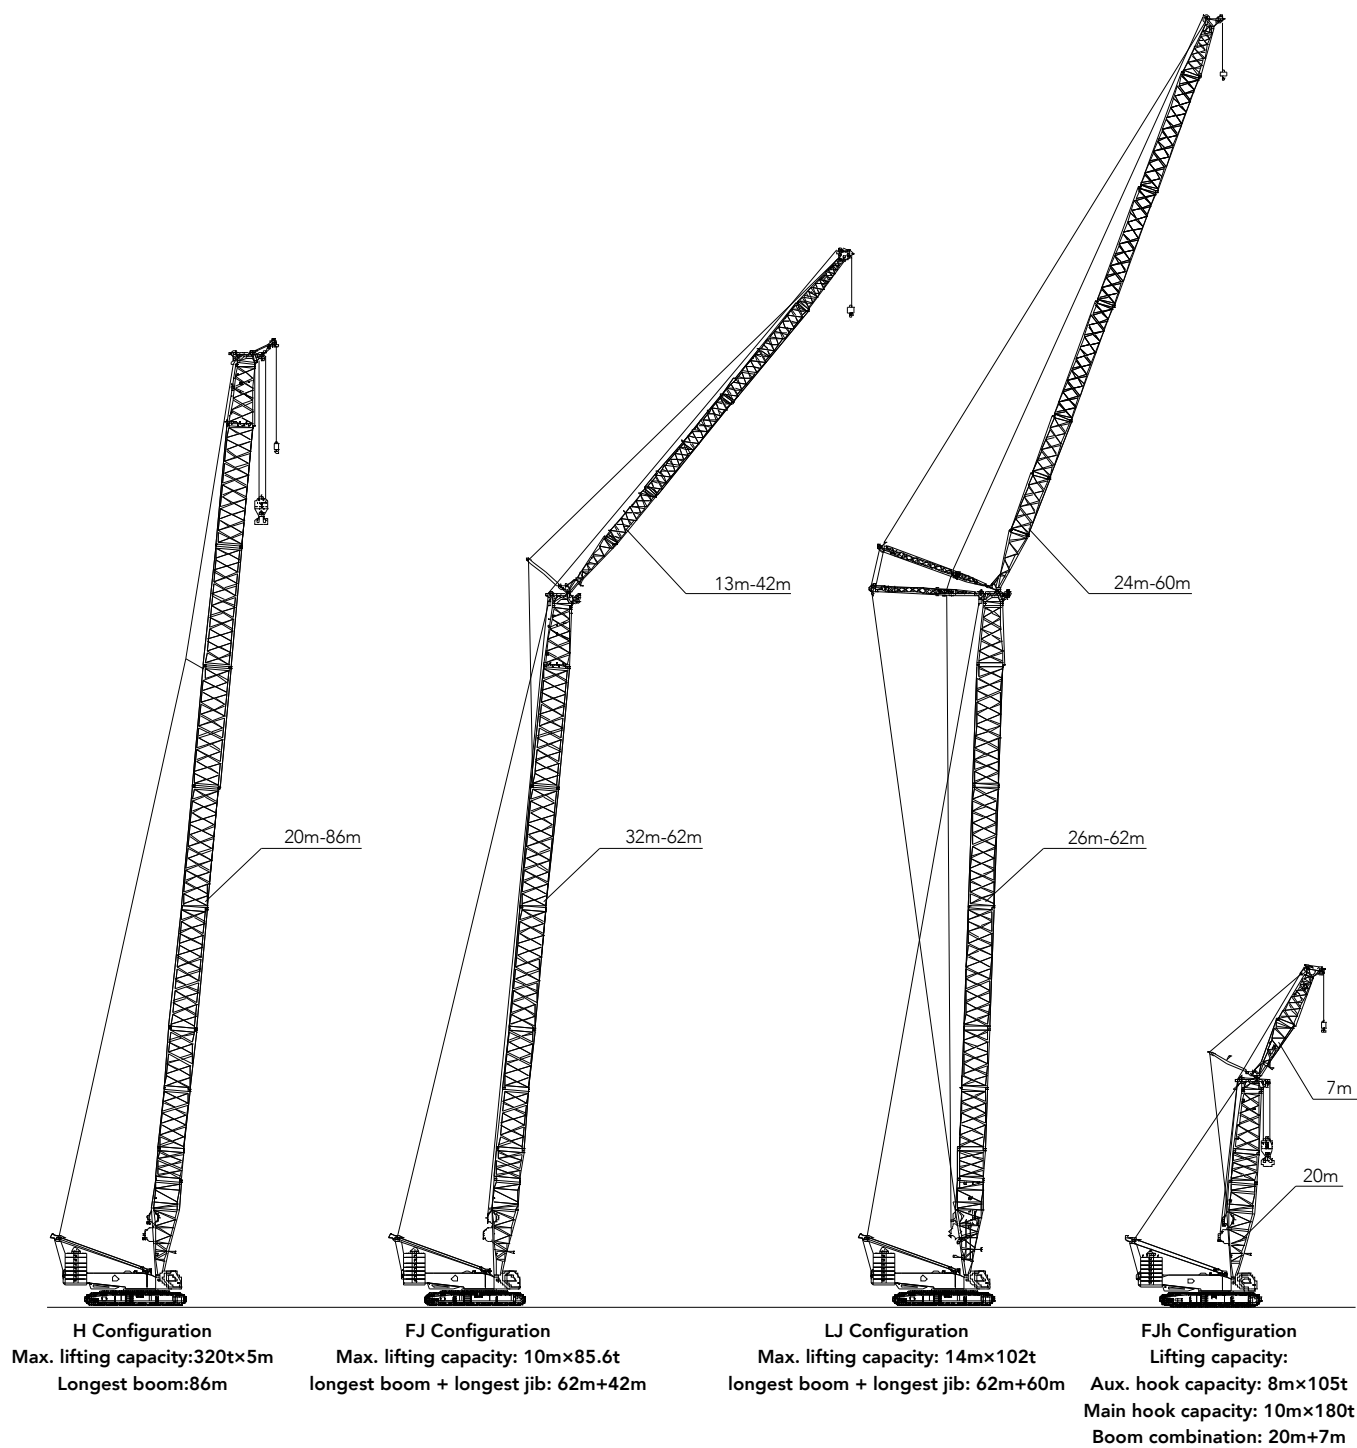 13m-42m
24m-60m
20m-86m
32m-62m
26m-62m
7m
20m
H Configuration
Max. lifting capacity:320t×5m
Longest boom:86m
FJ Configuration
Max. lifting capacity: 10m×85.6t
longest boom + longest jib: 62m+42m
LJ Configuration
Max. lifting capacity: 14m×102t
longest boom + longest jib: 62m+60m
FJh Configuration
Lifting capacity:
Aux. hook capacity: 8m×105t
Main hook capacity: 10m×180t
Boom combination: 20m+7m